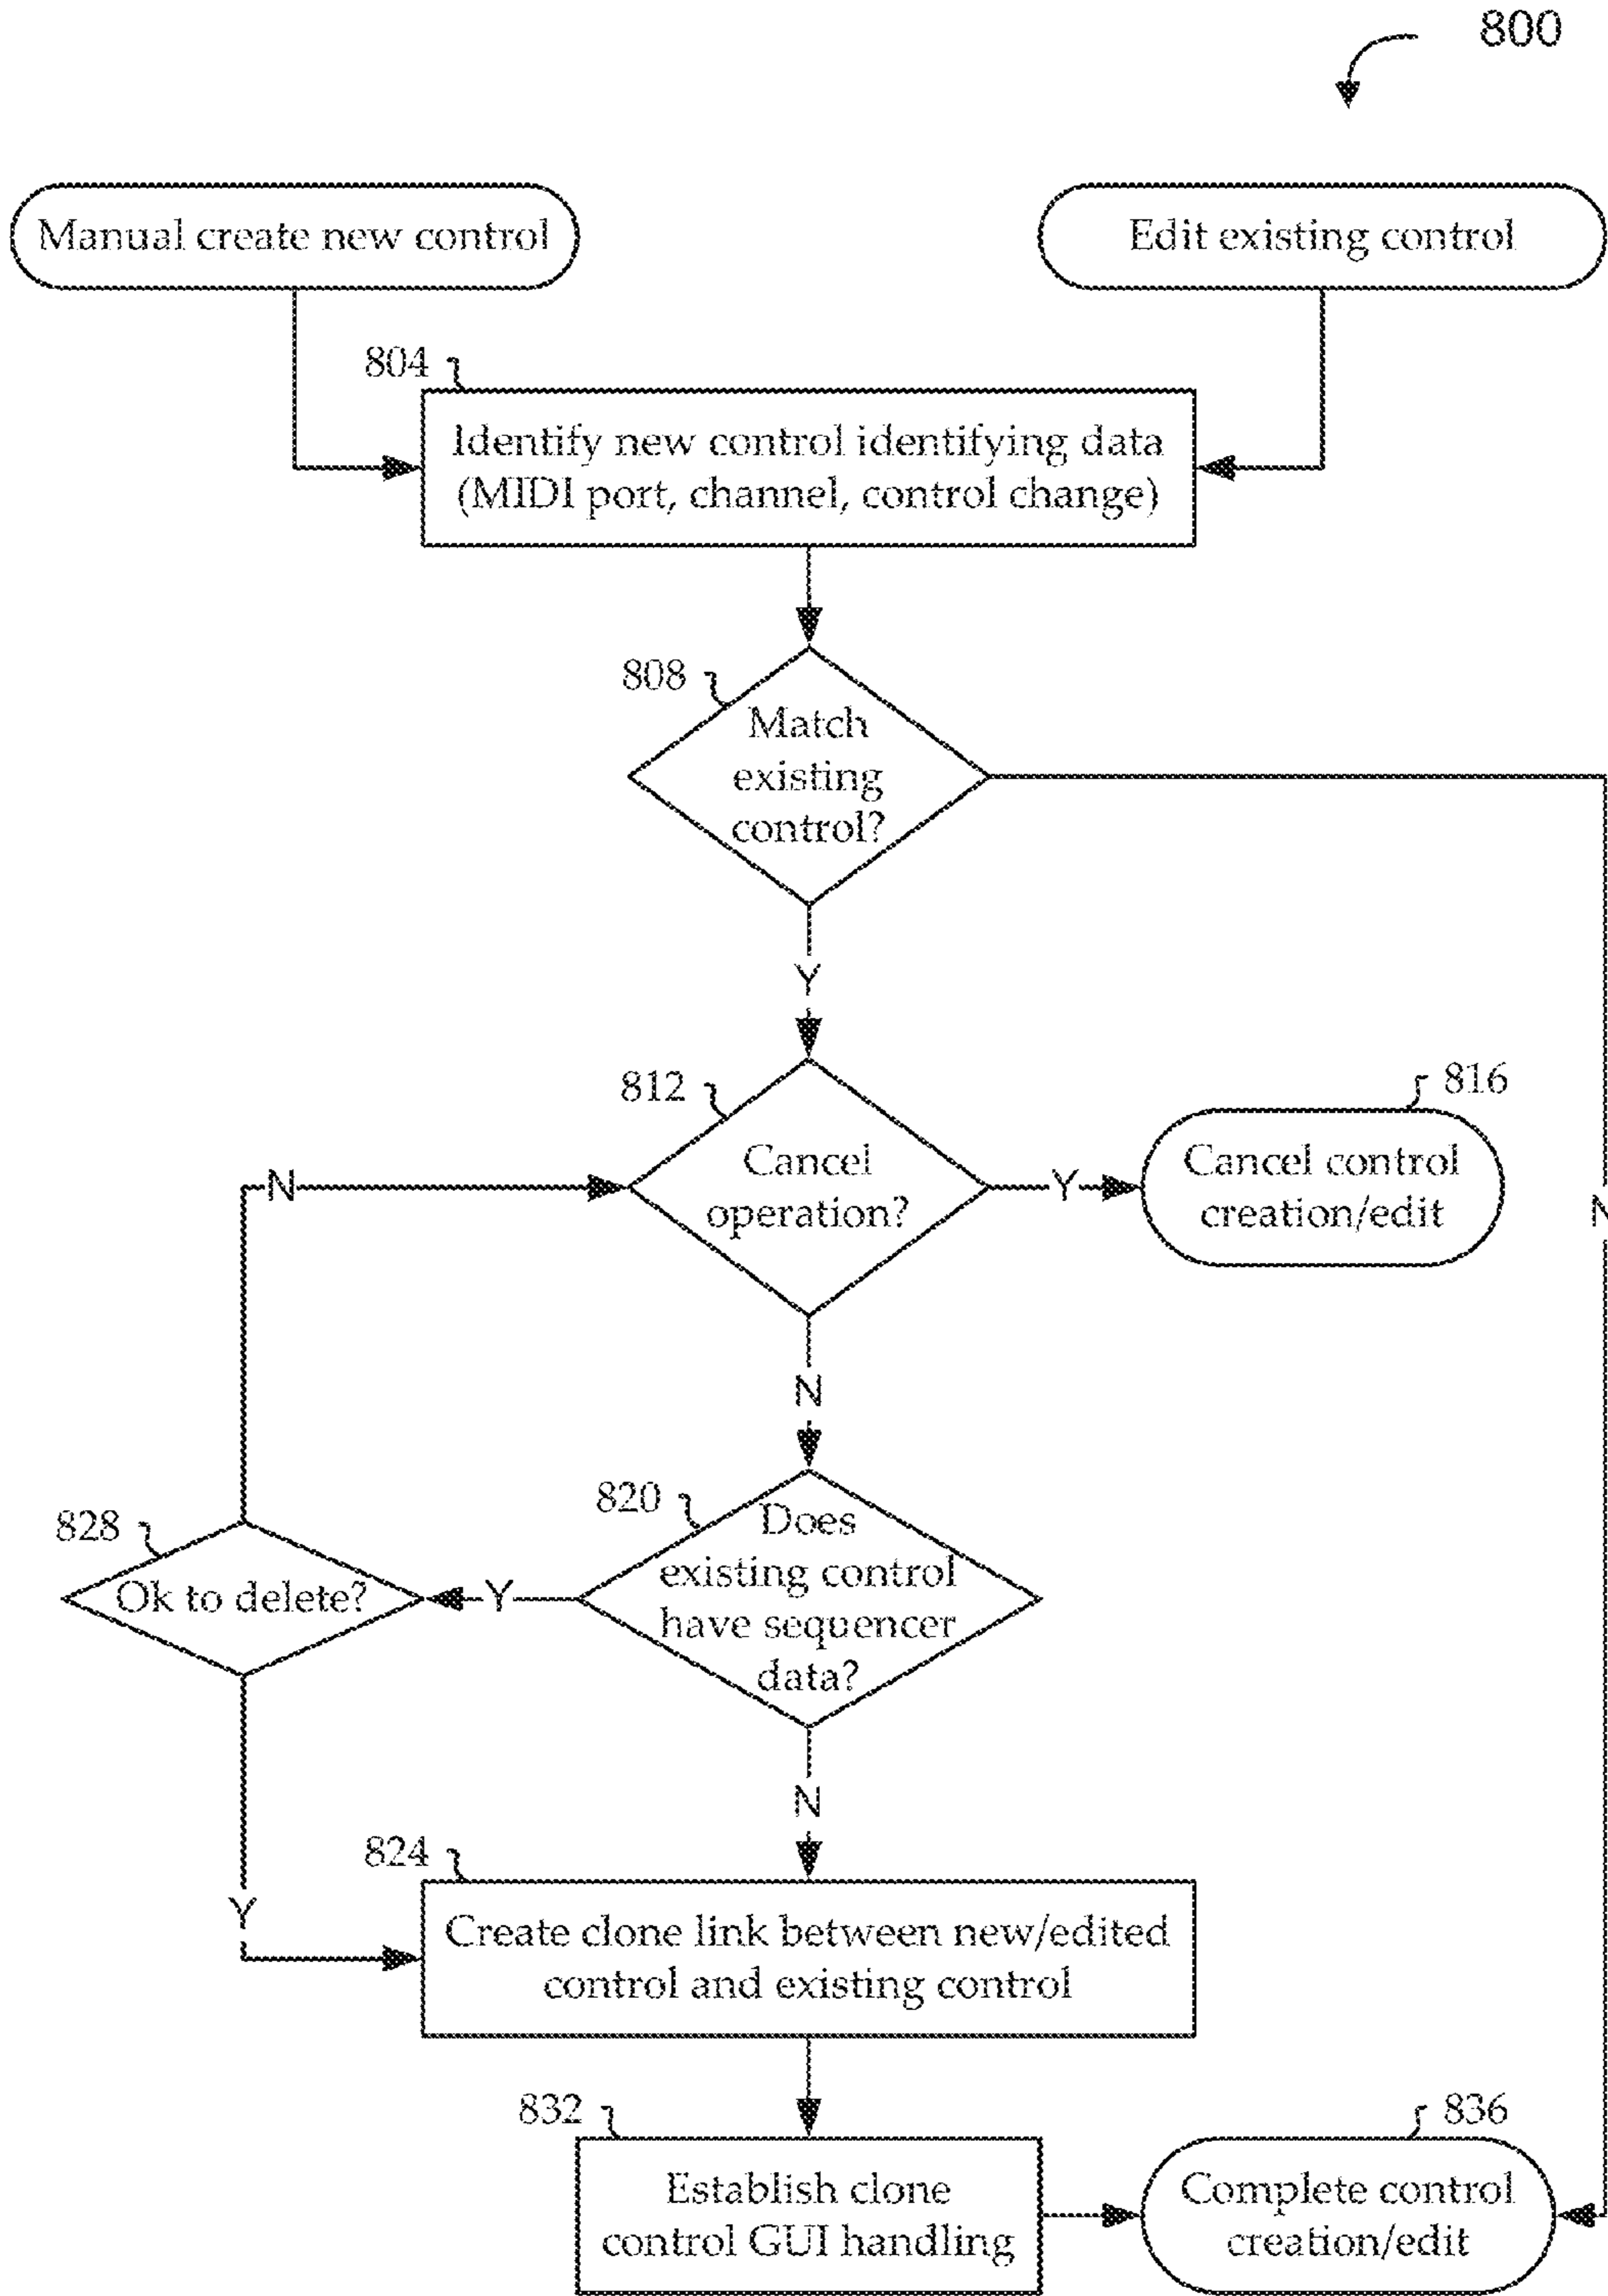 800
Manual create new control
Edit existing control
804
Identify new control identifying data
(MIDI port, channel, control change)
808
Match
existing
control?
Y
812
Cancel
operation?
816
Cancel control
creation/edit
N
Y
N
N
820
Does
existing control
have sequencer
data?
828
Ok to delete?
Y
N
Y
824
Create clone link between new/edited
control and existing control
832
Establish clone
control GUI handling
836
Complete control
creation/edit